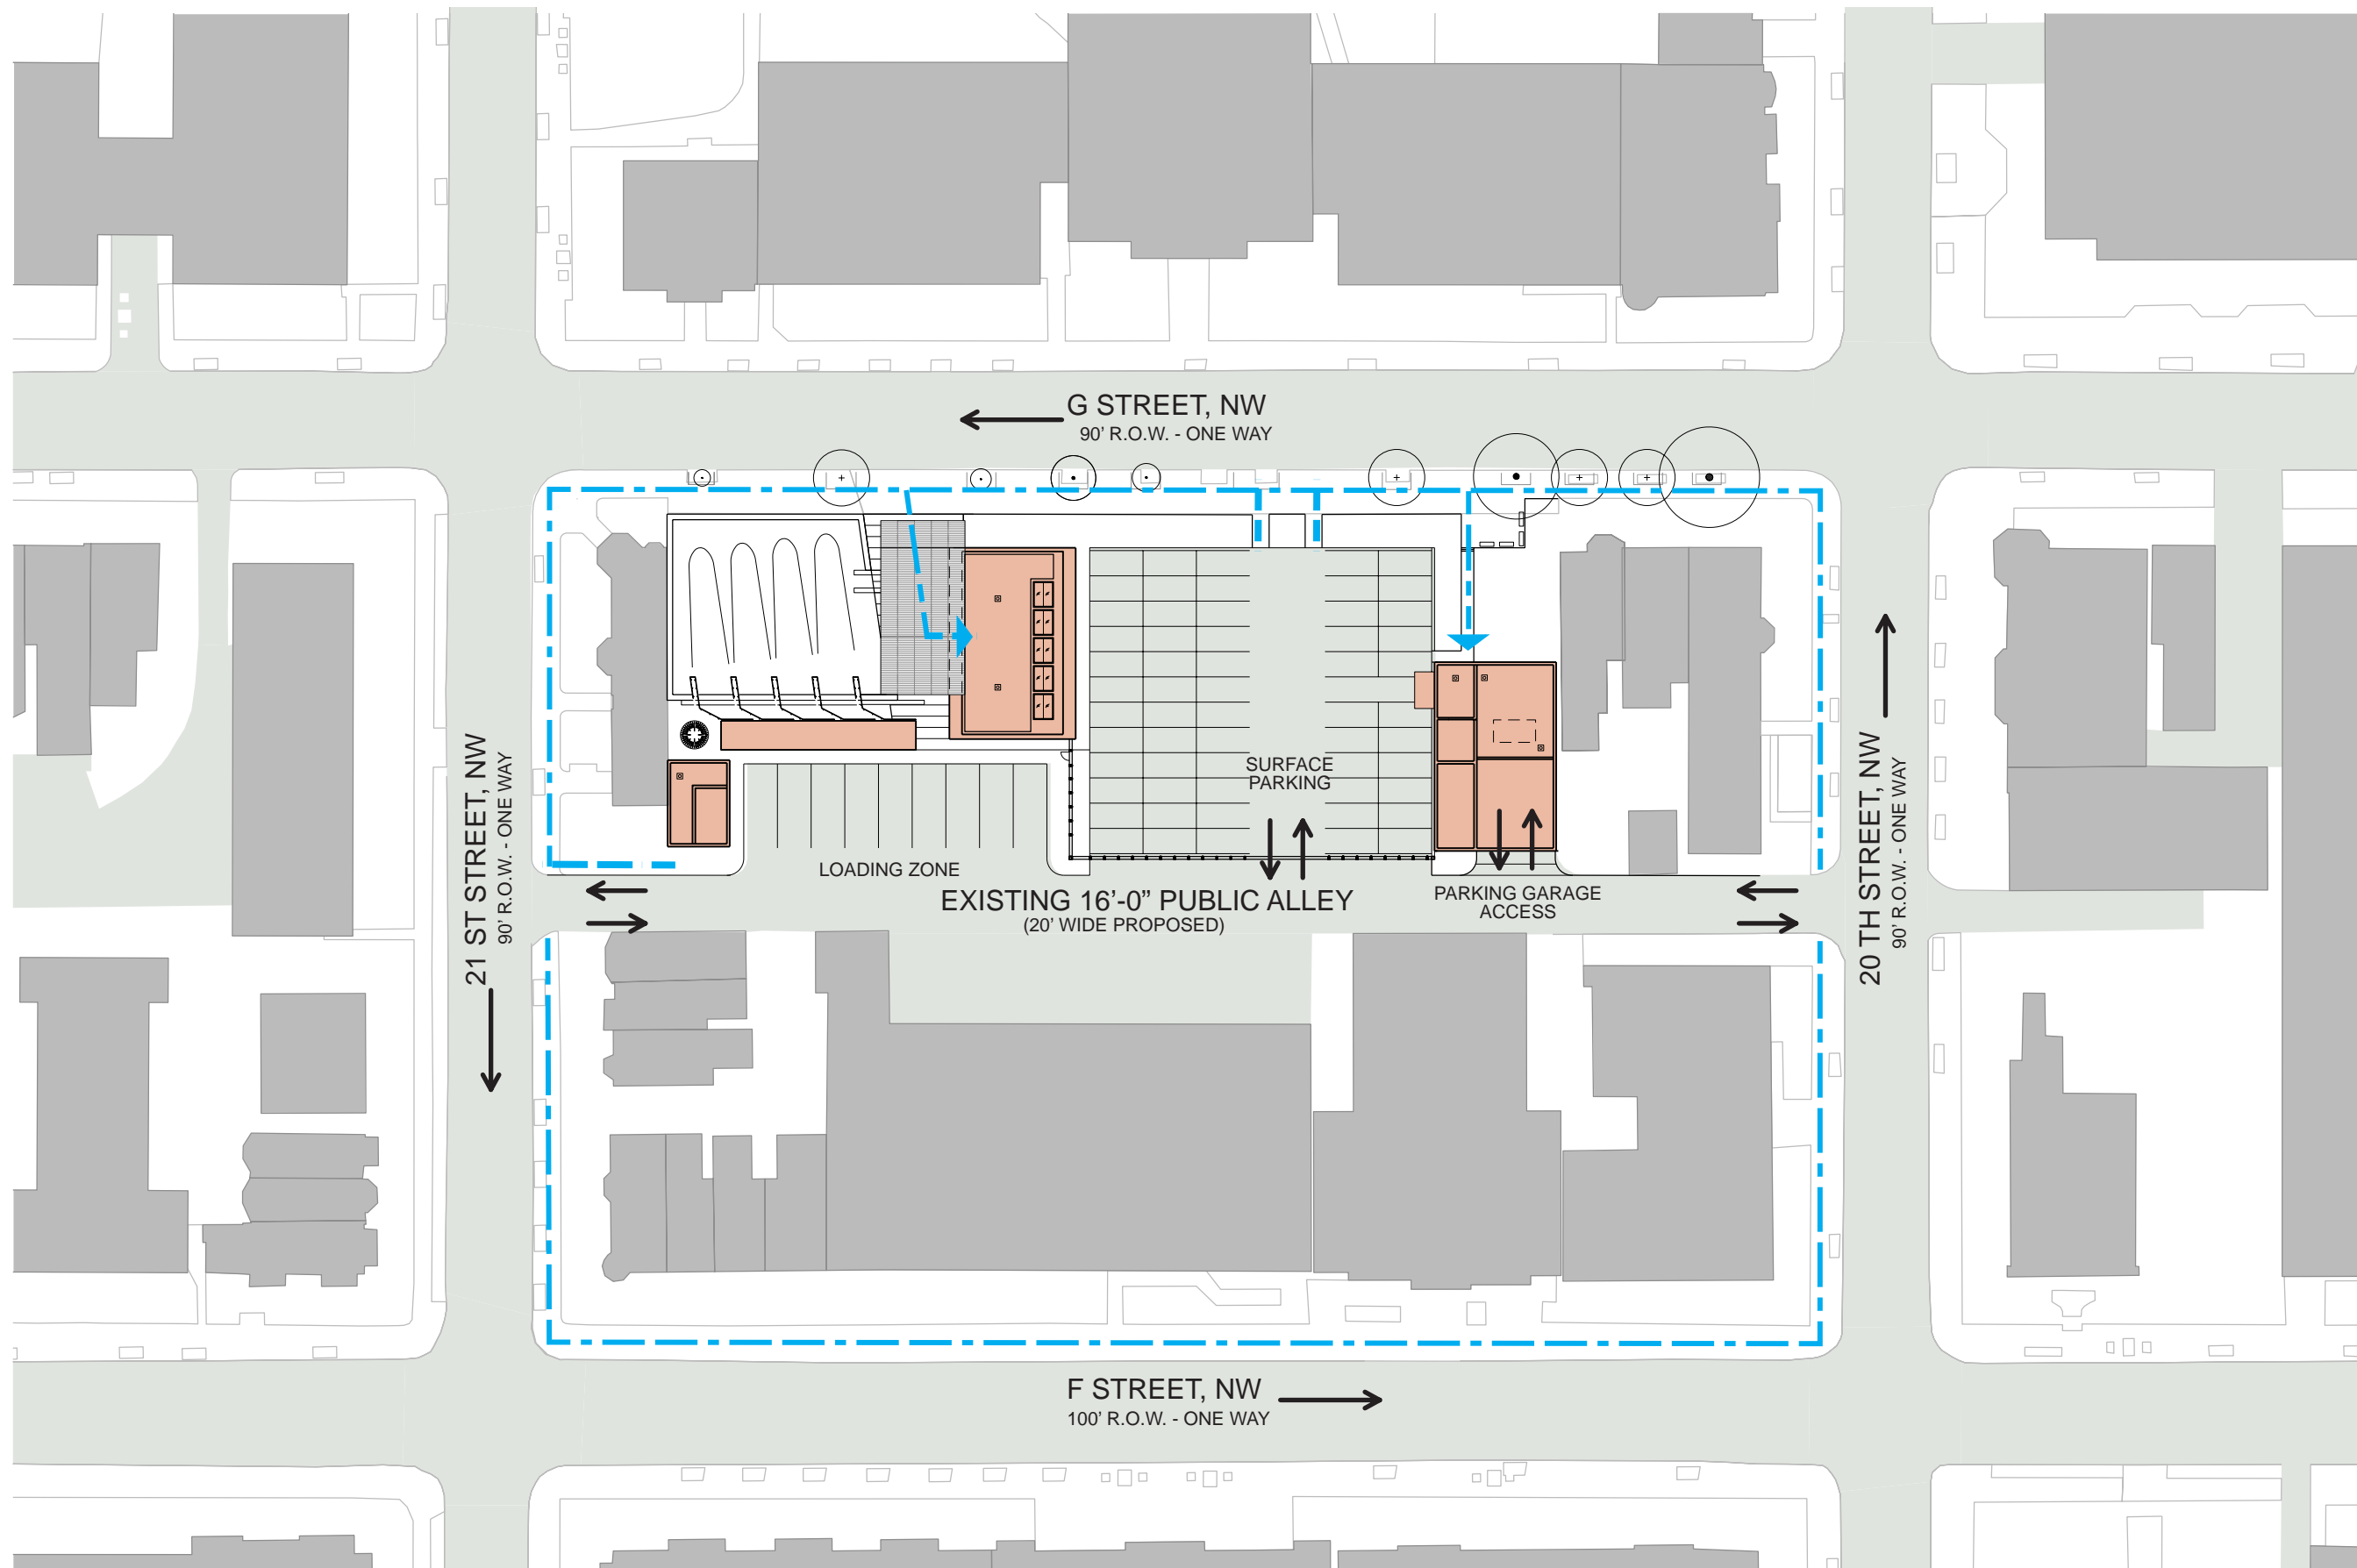 G STREET, NW
90’ R.O.W. - ONE WAY
SURFACE
PARKING
LOADING ZONE
EXISTING 16’-0” PUBLIC ALLEY
(20’ WIDE PROPOSED)
PARKING GARAGE
ACCESS
21 ST STREET, NW
90’ R.O.W. - ONE WAY
20 TH STREET, NW
90’ R.O.W. - ONE WAY
F STREET, NW
100’ R.O.W. - ONE WAY